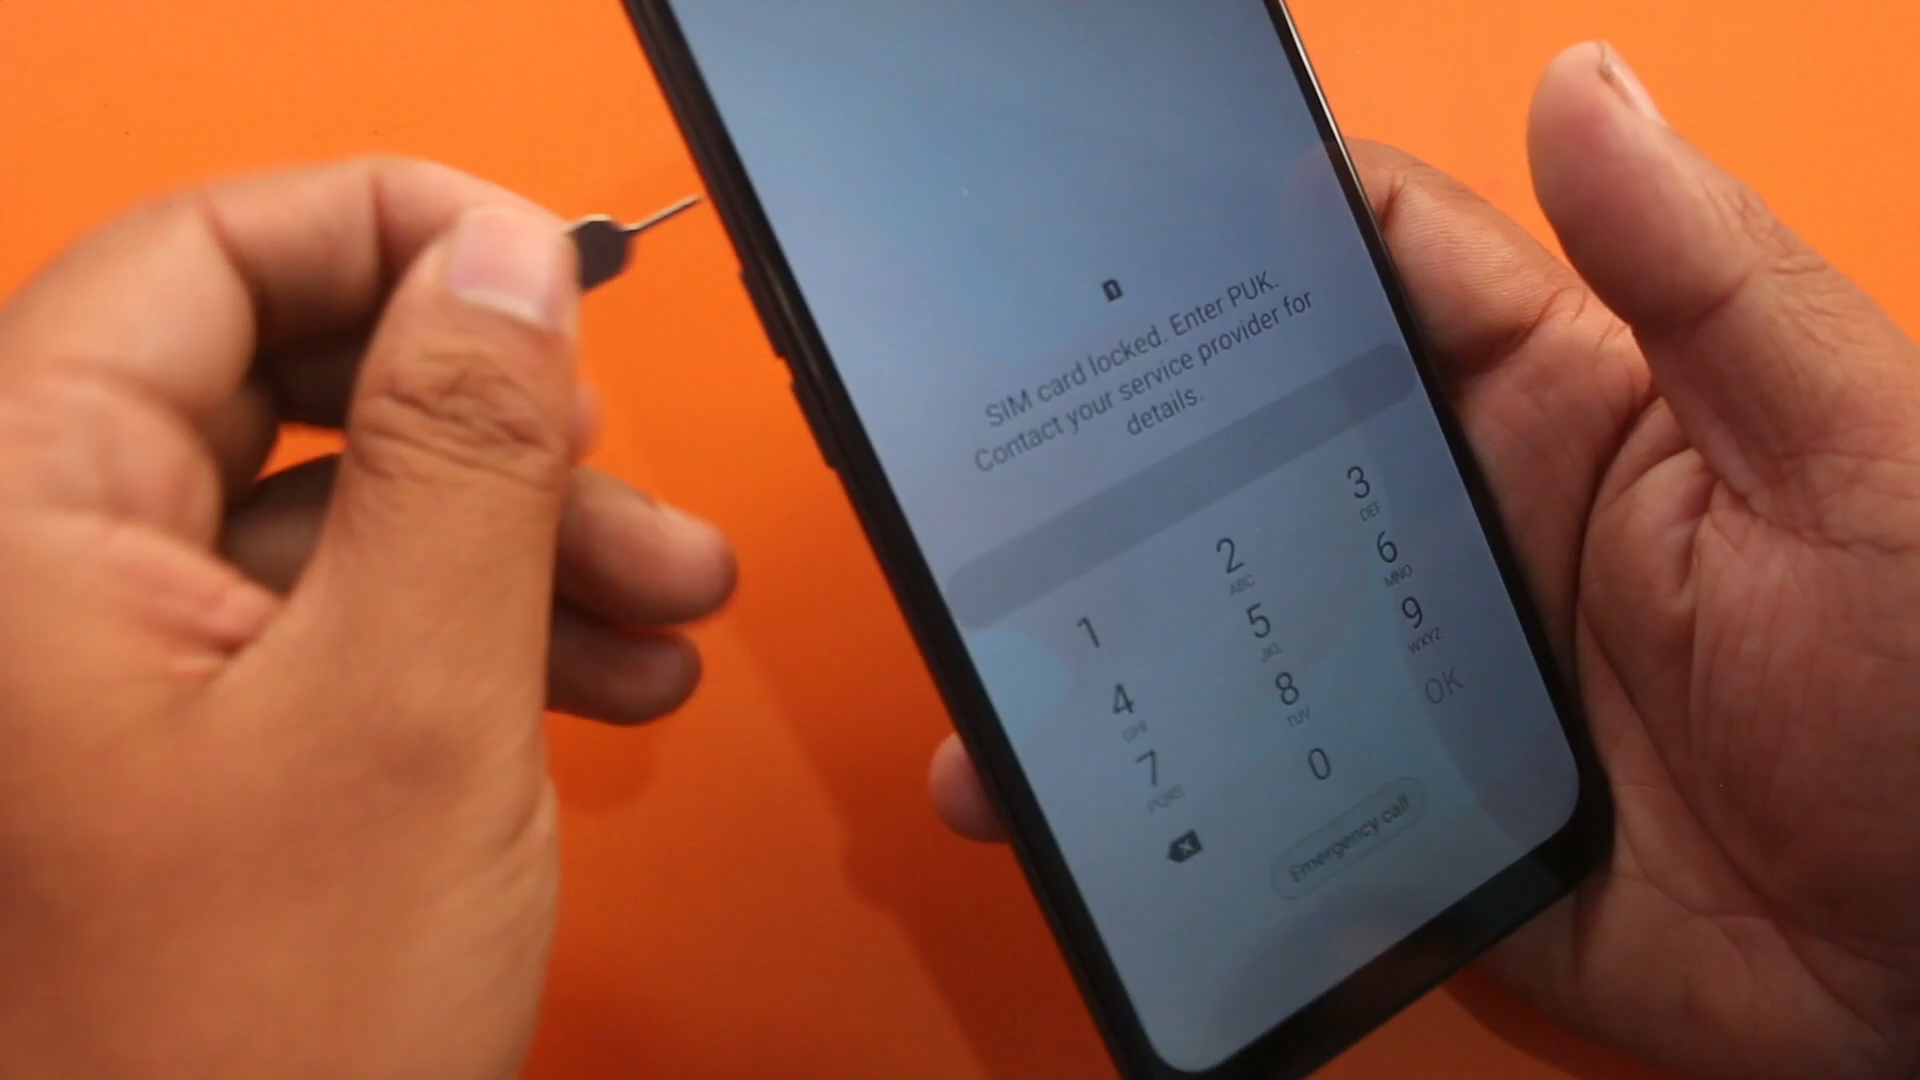 1
SIM card locked. Enter PUK.
Contact your service provider for
details.
1
2 ABC
3 DEF
4 GHI
5 JKL
6 MNO
7 PQRS
8 TUV
9 WXYZ
0
OK
Emergency call